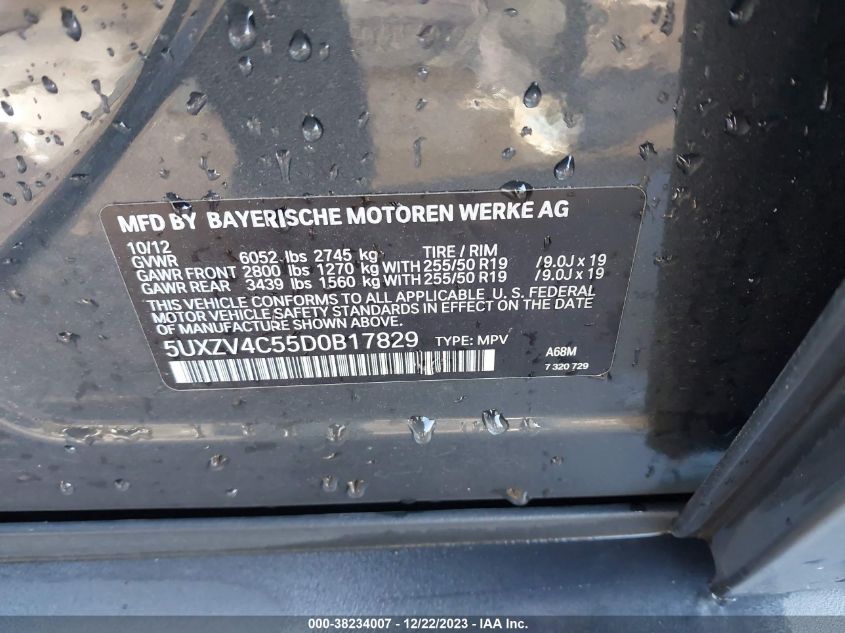 MFD BY BAYERISCHE MOTOREN WERKE AG
10/12
GVWR 6052 lbs 2745 kg TIRE / RIM
GAWR FRONT 2800 lbs 1270 kg WITH 255/50 R19 /9.0J x 19
GAWR REAR 3439 lbs 1560 kg WITH 255/50 R19 /9.0J x 19
THIS VEHICLE CONFORMS TO ALL APPLICABLE U.S. FEDERAL
MOTOR VEHICLE SAFETY STANDARDS IN EFFECT ON THE DATE
OF MANUFACTURE SHOWN ABOVE.
5UXZV4C55D0B17829 TYPE: MPV A68M
7 320 729
000-38234007 - 12/22/2023 - IAA Inc.